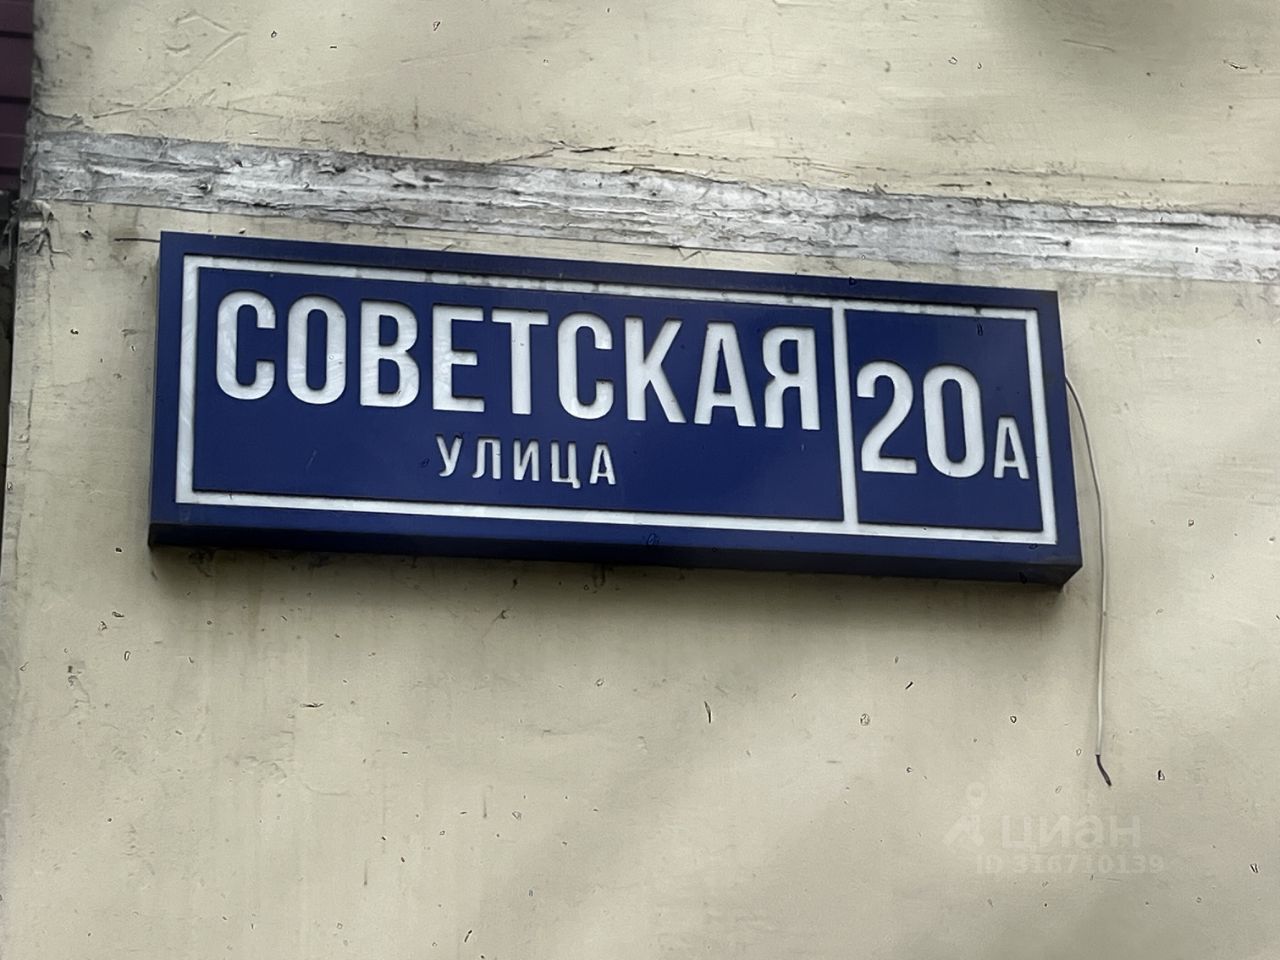 СОВЕТСКАЯ
УЛИЦА
20А
циан
ID 316710139